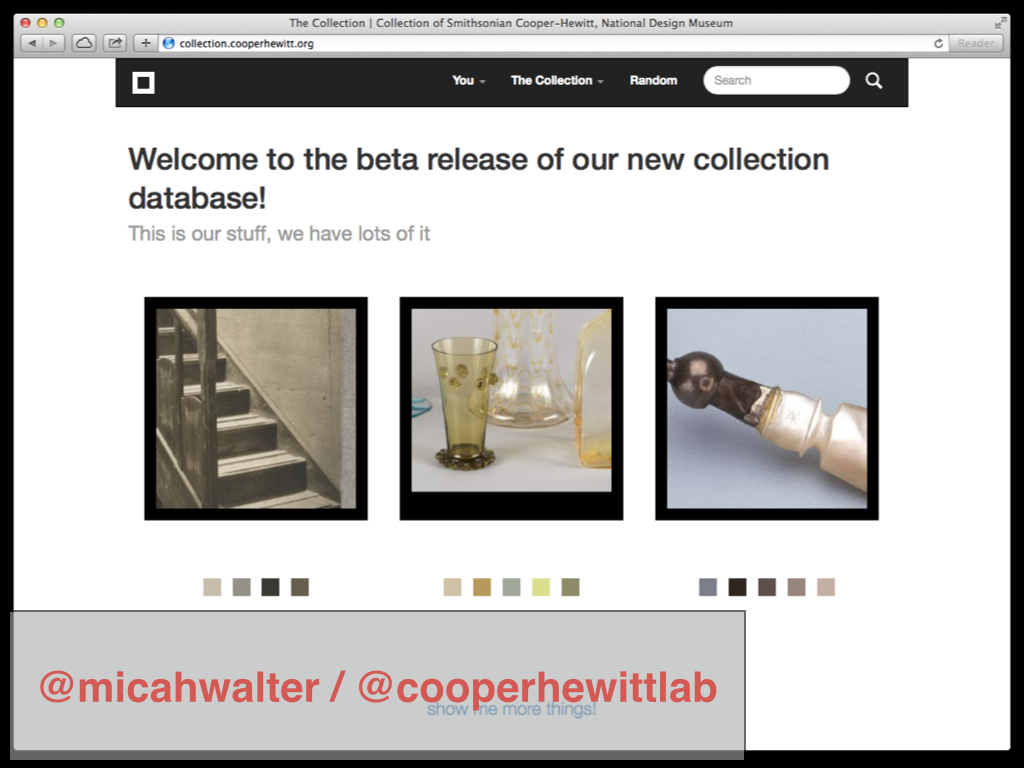 The Collection | Collection of Smithsonian Cooper-Hewitt, National Design Museum
collection.cooperhewitt.org
Reader
You
The Collection
Random
Search
Welcome to the beta release of our new collection
database!
This is our stuff, we have lots of it
@micahwalter / @cooperhewittlab
show me more things!